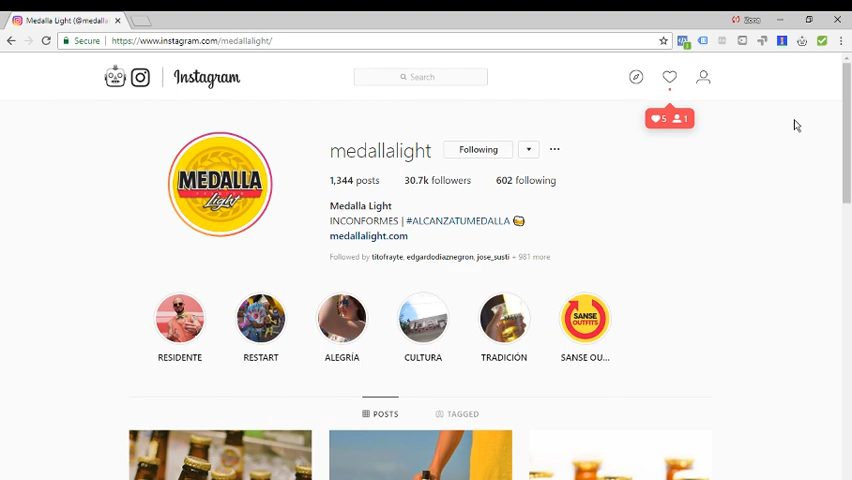 Medalla Light (@medalla
Secure
https://www.instagram.com/medallalight/
Instagram
Search
5 1
MEDALLA
Light
medallalight
Following
1,344 posts 30.7k followers 602 following
Medalla Light
INCONFORMES | #ALCANZATUMEDALLA 🍻
medallalight.com
Followed by titofrayte, edgardodiaznegron, jose_susti + 981 more
SANSE
OUTFITS
RESIDENTE RESTART ALEGRÍA CULTURA TRADICIÓN SANSE OU...
POSTS TAGGED